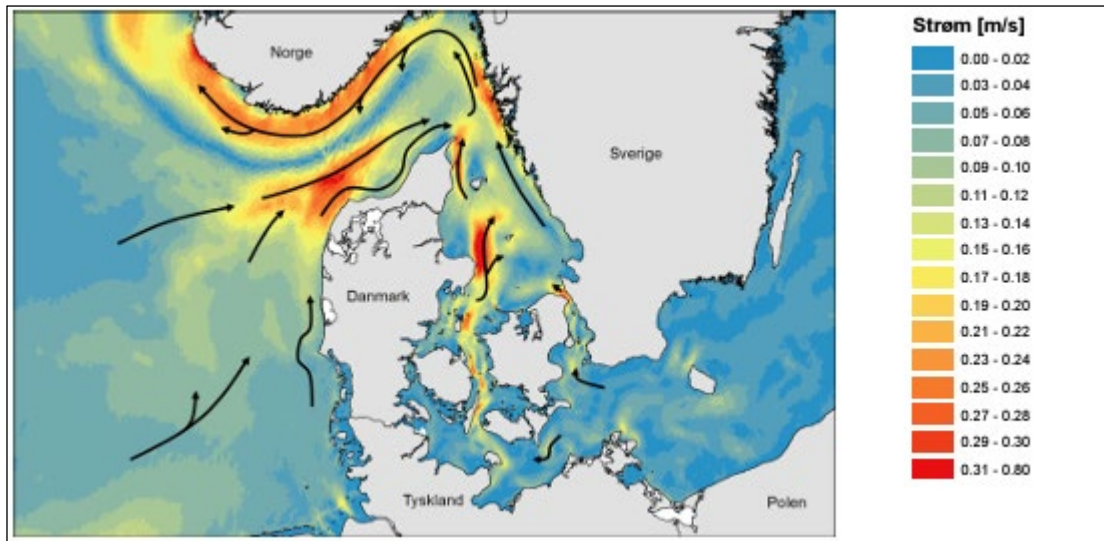 Norge
Sverige
Danmark
Tyskland
Polen
Strøm [m/s]
0.00 - 0.02
0.03 - 0.04
0.05 - 0.06
0.07 - 0.08
0.09 - 0.10
0.11 - 0.12
0.13 - 0.14
0.15 - 0.16
0.17 - 0.18
0.19 - 0.20
0.21 - 0.22
0.23 - 0.24
0.25 - 0.26
0.27 - 0.28
0.29 - 0.30
0.31 - 0.80